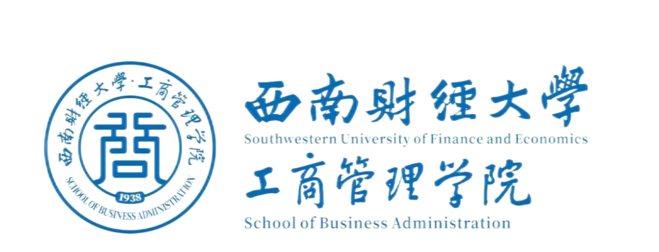 西南财经大學·工商管理学院
商
1938
SCHOOL OF BUSINESS ADMINISTRATION
西南财经大學
Southwestern University of Finance and Economics
工商管理学院
School of Business Administration